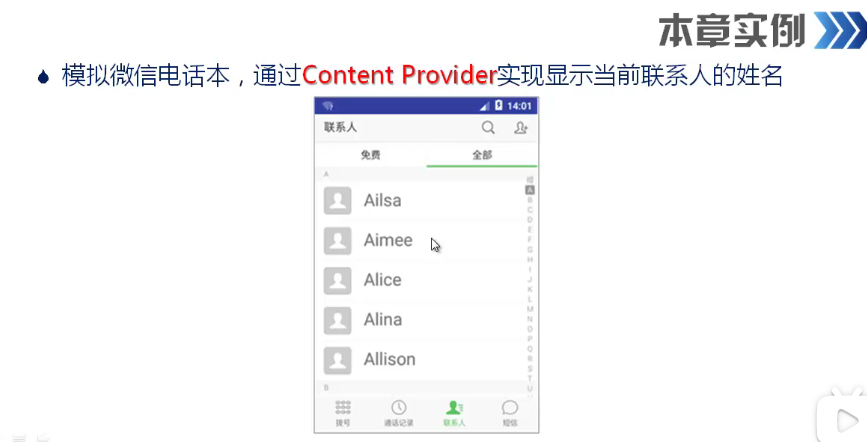 本章实例
模拟微信电话本，通过Content Provider实现显示当前联系人的姓名
14:01
联系人
免费 全部
A
Ailsa
Aimee
Alice
Alina
Allison
B
A
B
C
D
E
F
G
H
I
J
K
L
M
N
O
P
Q
R
S
T
U
拨号 通话记录 联系人 短信